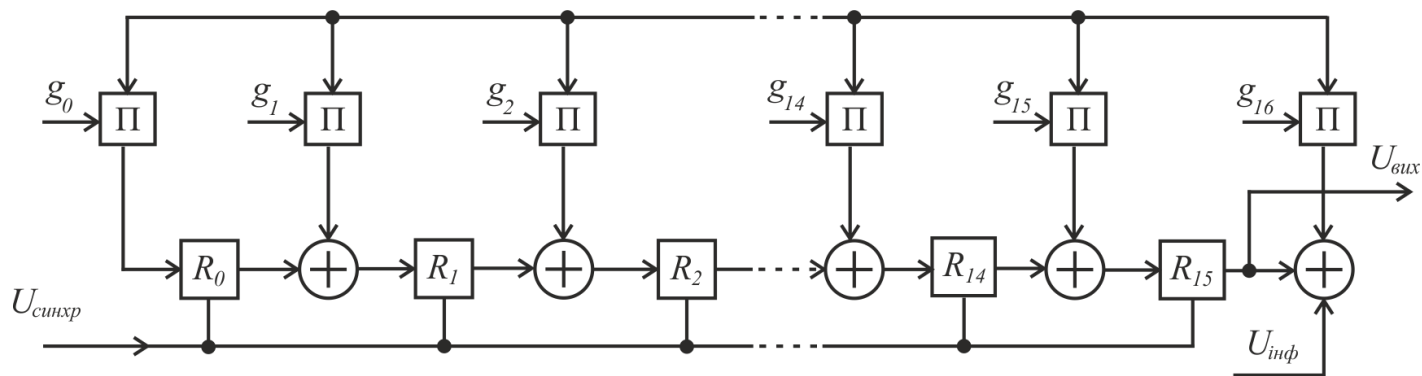 g₀ g₁ g₂ g₁₄ g₁₅ g₁₆
П П П П П П
Uвих
R₀ R₁ R₂ R₁₄ R₁₅
Uсинхр
Uінф